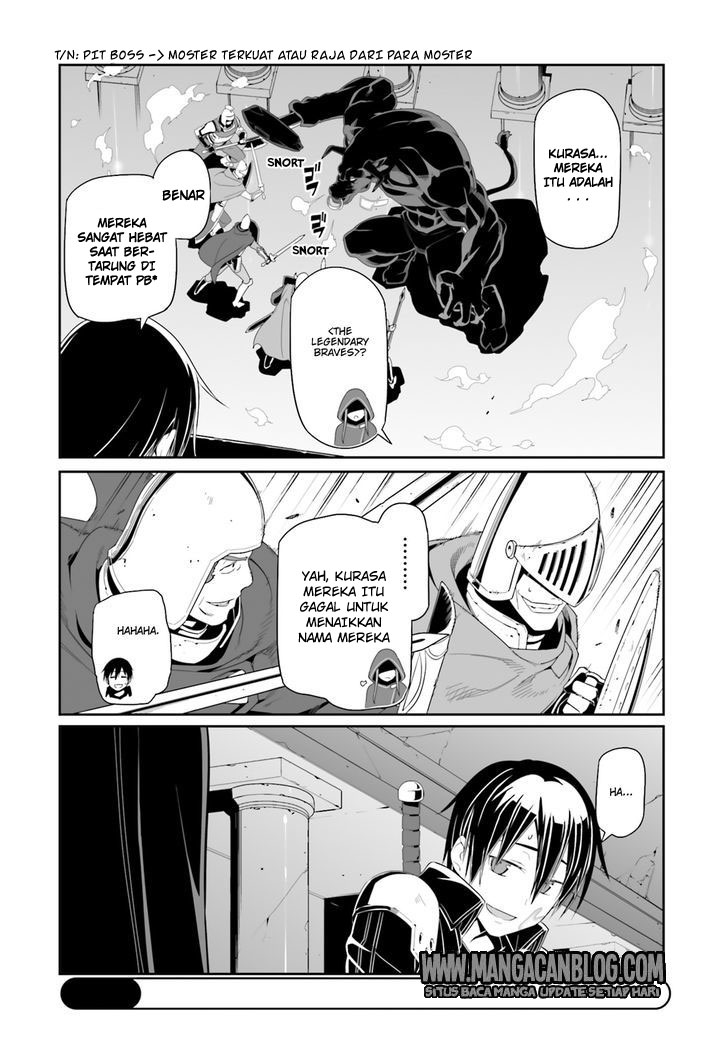 T/N: PIT BOSS -> MOSTER TERKUAT ATAU RAJA DARI PARA MOSTER
KURASA...
MEREKA
ITU ADALAH
. . .
SNORT
SNORT
BENAR
MEREKA
SANGAT HEBAT
SAAT BER-
TARUNG DI
TEMPAT PB*
<THE
LEGENDARY
BRAVES>?
.........
YAH, KURASA
MEREKA ITU
GAGAL UNTUK
MENAIKKAN
NAMA MEREKA
HAHAHA.
HA...
WWW.MANGACANBLOG.COM
SITUS BACA MANGA UPDATE SETIAP HARI